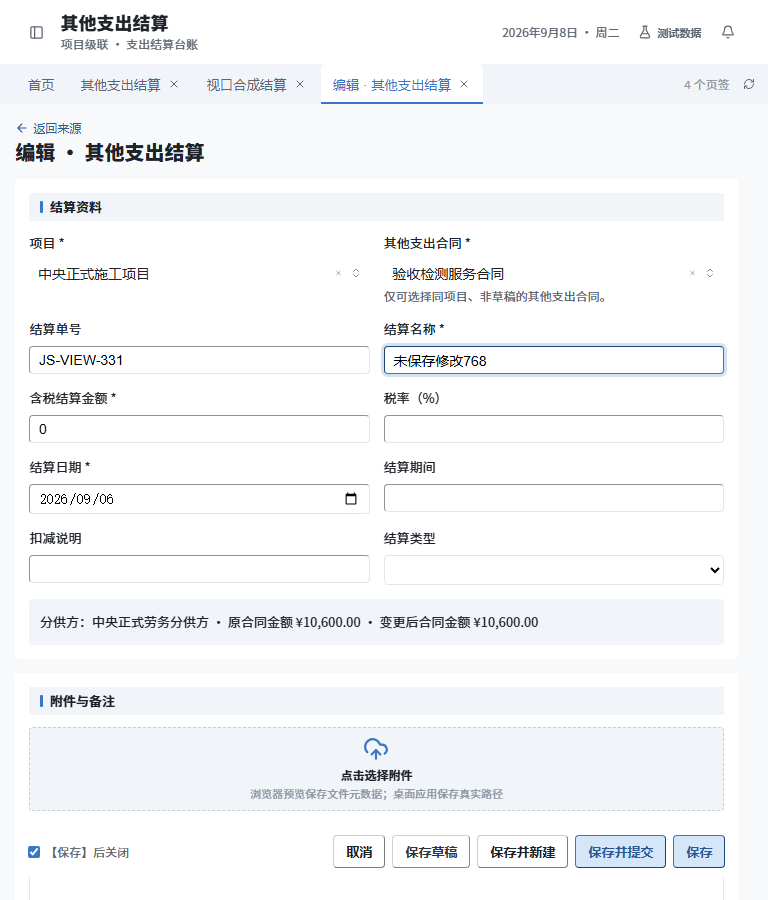 其他支出结算
项目级联 · 支出结算台账
2026年9月8日 · 周二
测试数据
首页
其他支出结算 ×
视口合成结算 ×
编辑 · 其他支出结算 ×
4 个页签
← 返回来源
编辑 · 其他支出结算
结算资料
项目 *
其他支出合同 *
中央正式施工项目 ×
验收检测服务合同 ×
仅可选择同项目、非草稿的其他支出合同。
结算单号
结算名称 *
JS-VIEW-331
未保存修改768
含税结算金额 *
税率（%）
0
结算日期 *
结算期间
2026/09/06
扣减说明
结算类型
分供方：中央正式劳务分供方 · 原合同金额 ¥10,600.00 · 变更后合同金额 ¥10,600.00
附件与备注
点击选择附件
浏览器预览保存文件元数据；桌面应用保存真实路径
【保存】后关闭
取消
保存草稿
保存并新建
保存并提交
保存